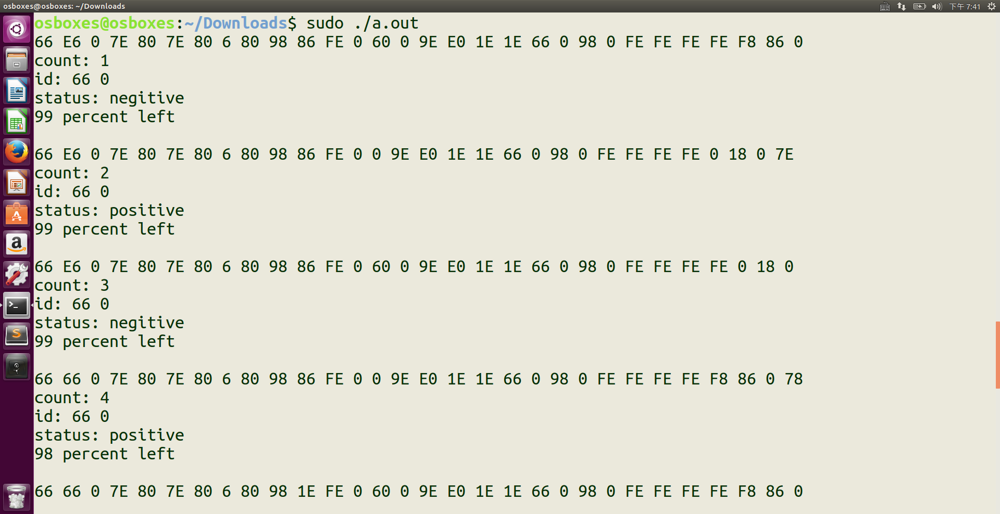 osboxes@osboxes: ~/Downloads
下午 7:41
osboxes@osboxes:~/Downloads$ sudo ./a.out
66 E6 0 7E 80 7E 80 6 80 98 86 FE 0 60 0 9E E0 1E 1E 66 0 98 0 FE FE FE FE F8 86 0
count: 1
id: 66 0
status: negitive
99 percent left
66 E6 0 7E 80 7E 80 6 80 98 86 FE 0 0 9E E0 1E 1E 66 0 98 0 FE FE FE FE 0 18 0 7E
count: 2
id: 66 0
status: positive
99 percent left
66 E6 0 7E 80 7E 80 6 80 98 86 FE 0 60 0 9E E0 1E 1E 66 0 98 0 FE FE FE FE 0 18 0
count: 3
id: 66 0
status: negitive
99 percent left
66 66 0 7E 80 7E 80 6 80 98 86 FE 0 0 9E E0 1E 1E 66 0 98 0 FE FE FE FE F8 86 0 78
count: 4
id: 66 0
status: positive
98 percent left
66 66 0 7E 80 7E 80 6 80 98 1E FE 0 60 0 9E E0 1E 1E 66 0 98 0 FE FE FE FE F8 86 0